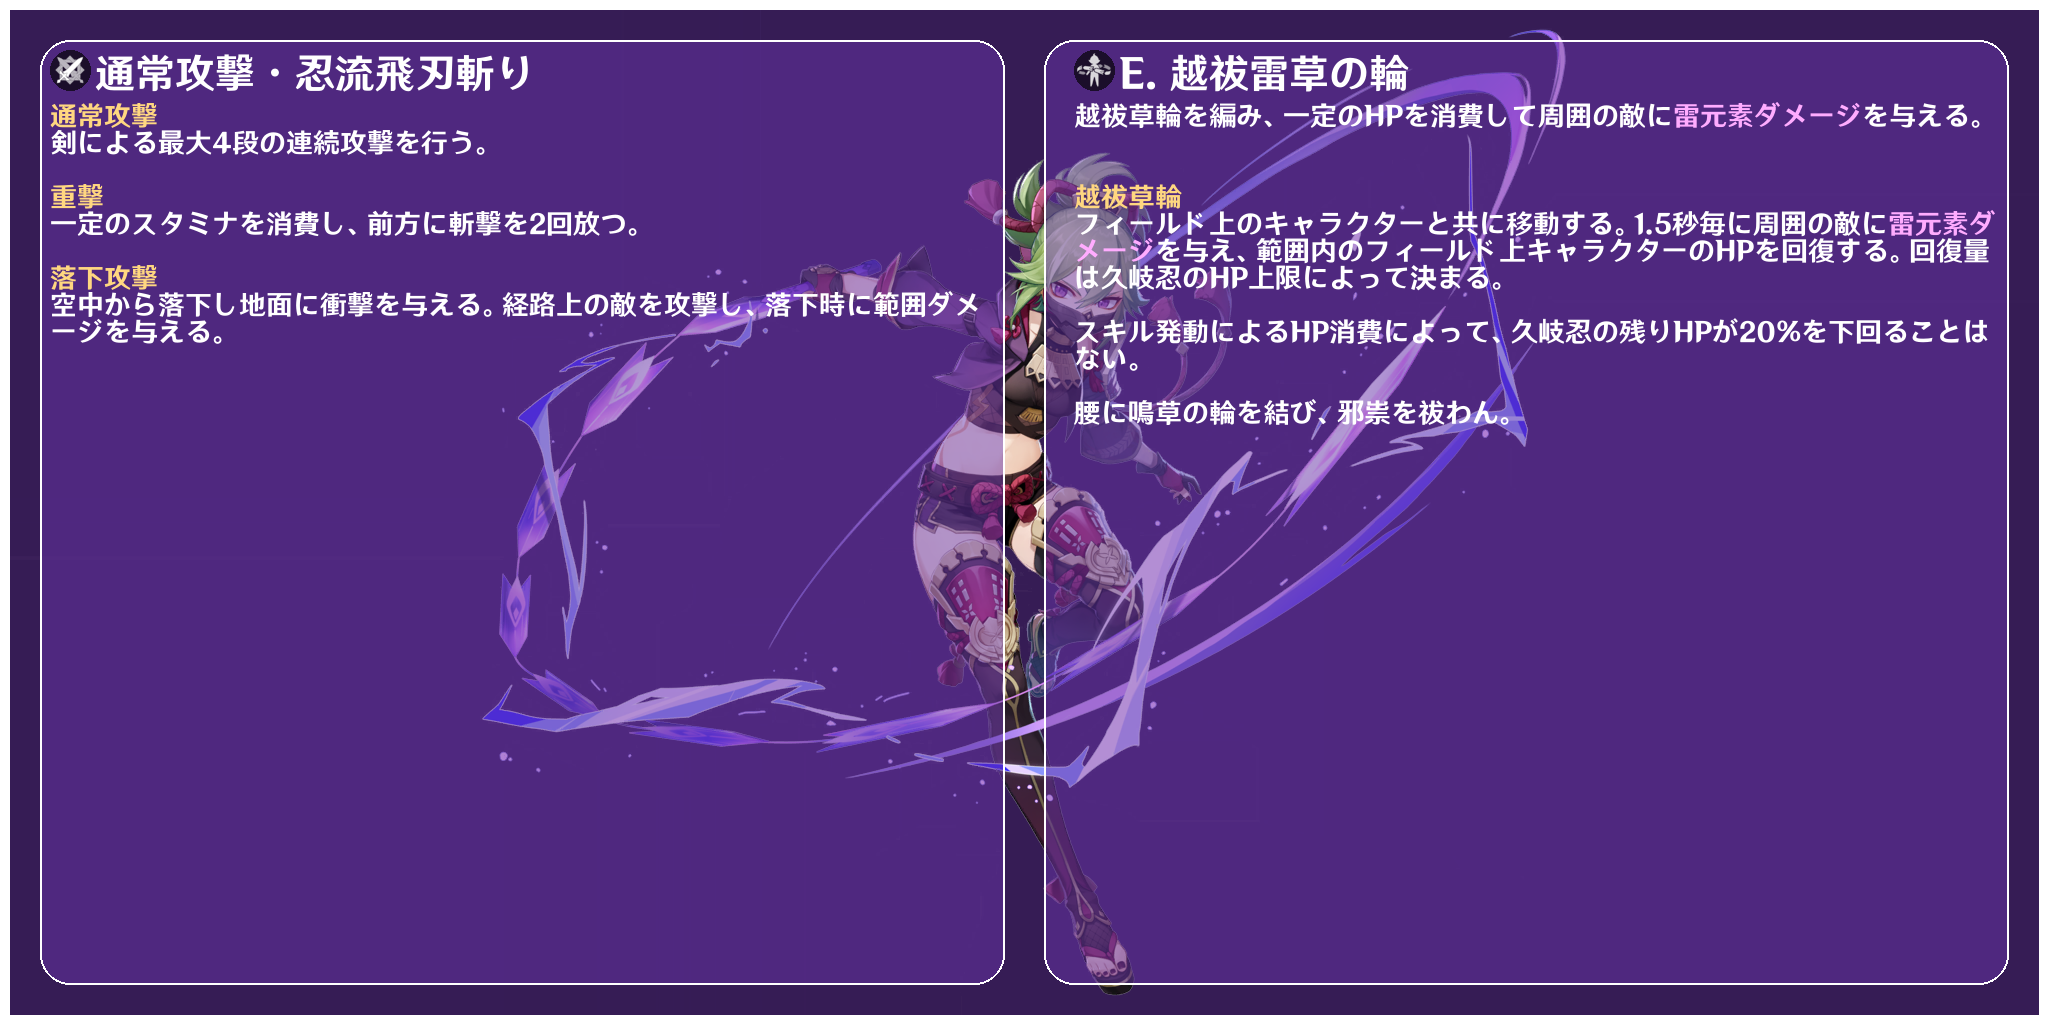 通常攻撃・忍流飛刃斬り
通常攻撃
剣による最大4段の連続攻撃を行う。
重撃
一定のスタミナを消費し、前方に斬撃を2回放つ。
落下攻撃
空中から落下し地面に衝撃を与える。経路上の敵を攻撃し、落下時に範囲ダメ
ージを与える。
E. 越祓雷草の輪
越祓草輪を編み、一定のHPを消費して周囲の敵に雷元素ダメージを与える。
越祓草輪
フィールド上のキャラクターと共に移動する。1.5秒毎に周囲の敵に雷元素ダ
メージを与え、範囲内のフィールド上キャラクターのHPを回復する。回復量
は久岐忍のHP上限によって決まる。
スキル発動によるHP消費によって、久岐忍の残りHPが20%を下回ることは
ない。
腰に鳴草の輪を結び、邪祟を祓わん。